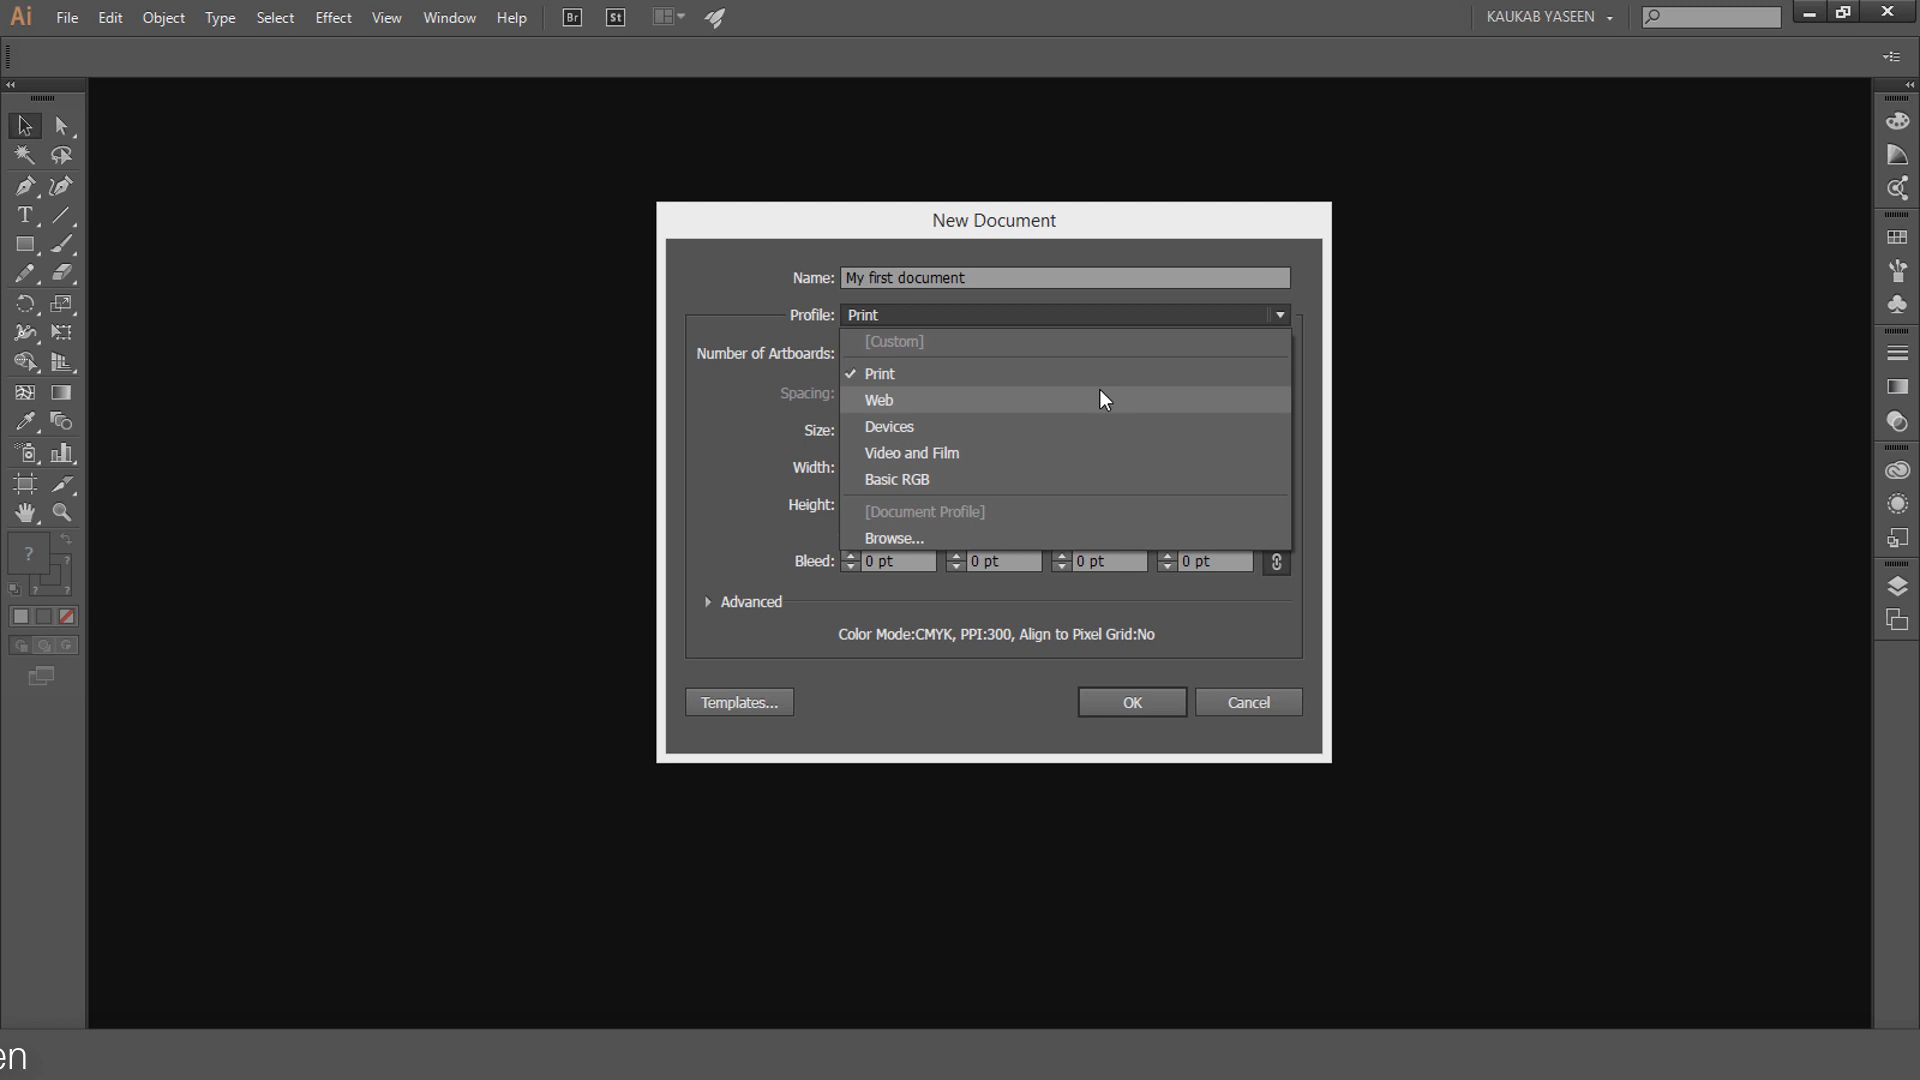 Ai File Edit Object Type Select Effect View Window Help Br St KAUKAB YASEEN
New Document
Name: My first document
Profile: Print
[Custom]
Number of Artboards:
Print
Spacing:
Web
Devices
Size:
Video and Film
Width:
Basic RGB
Height:
[Document Profile]
Browse...
Bleed: 0 pt 0 pt 0 pt 0 pt
Advanced
Color Mode:CMYK, PPI:300, Align to Pixel Grid:No
Templates... OK Cancel
T
?
?
? ?
en